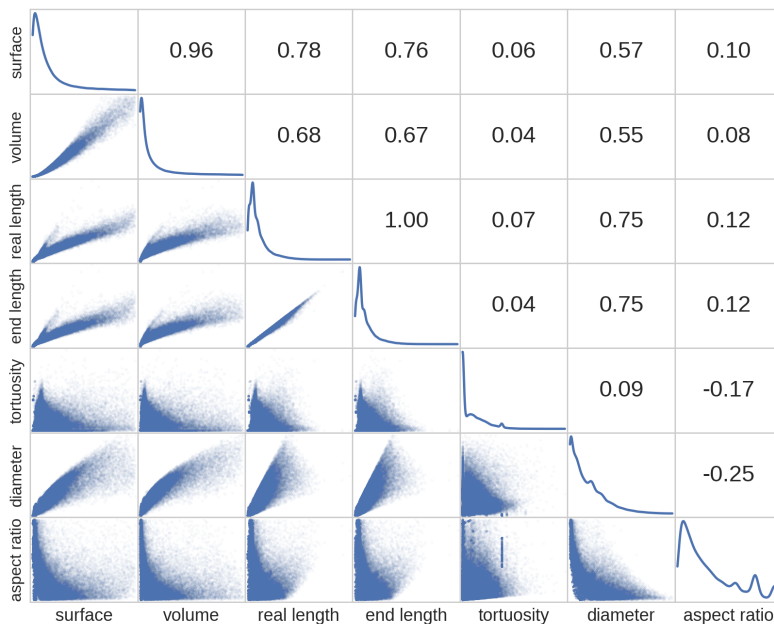 surface 0.96 0.78 0.76 0.06 0.57 0.10
volume 0.68 0.67 0.04 0.55 0.08
real length 1.00 0.07 0.75 0.12
end length 0.04 0.75 0.12
tortuosity 0.09 -0.17
diameter -0.25
aspect ratio
surface volume real length end length tortuosity diameter aspect ratio